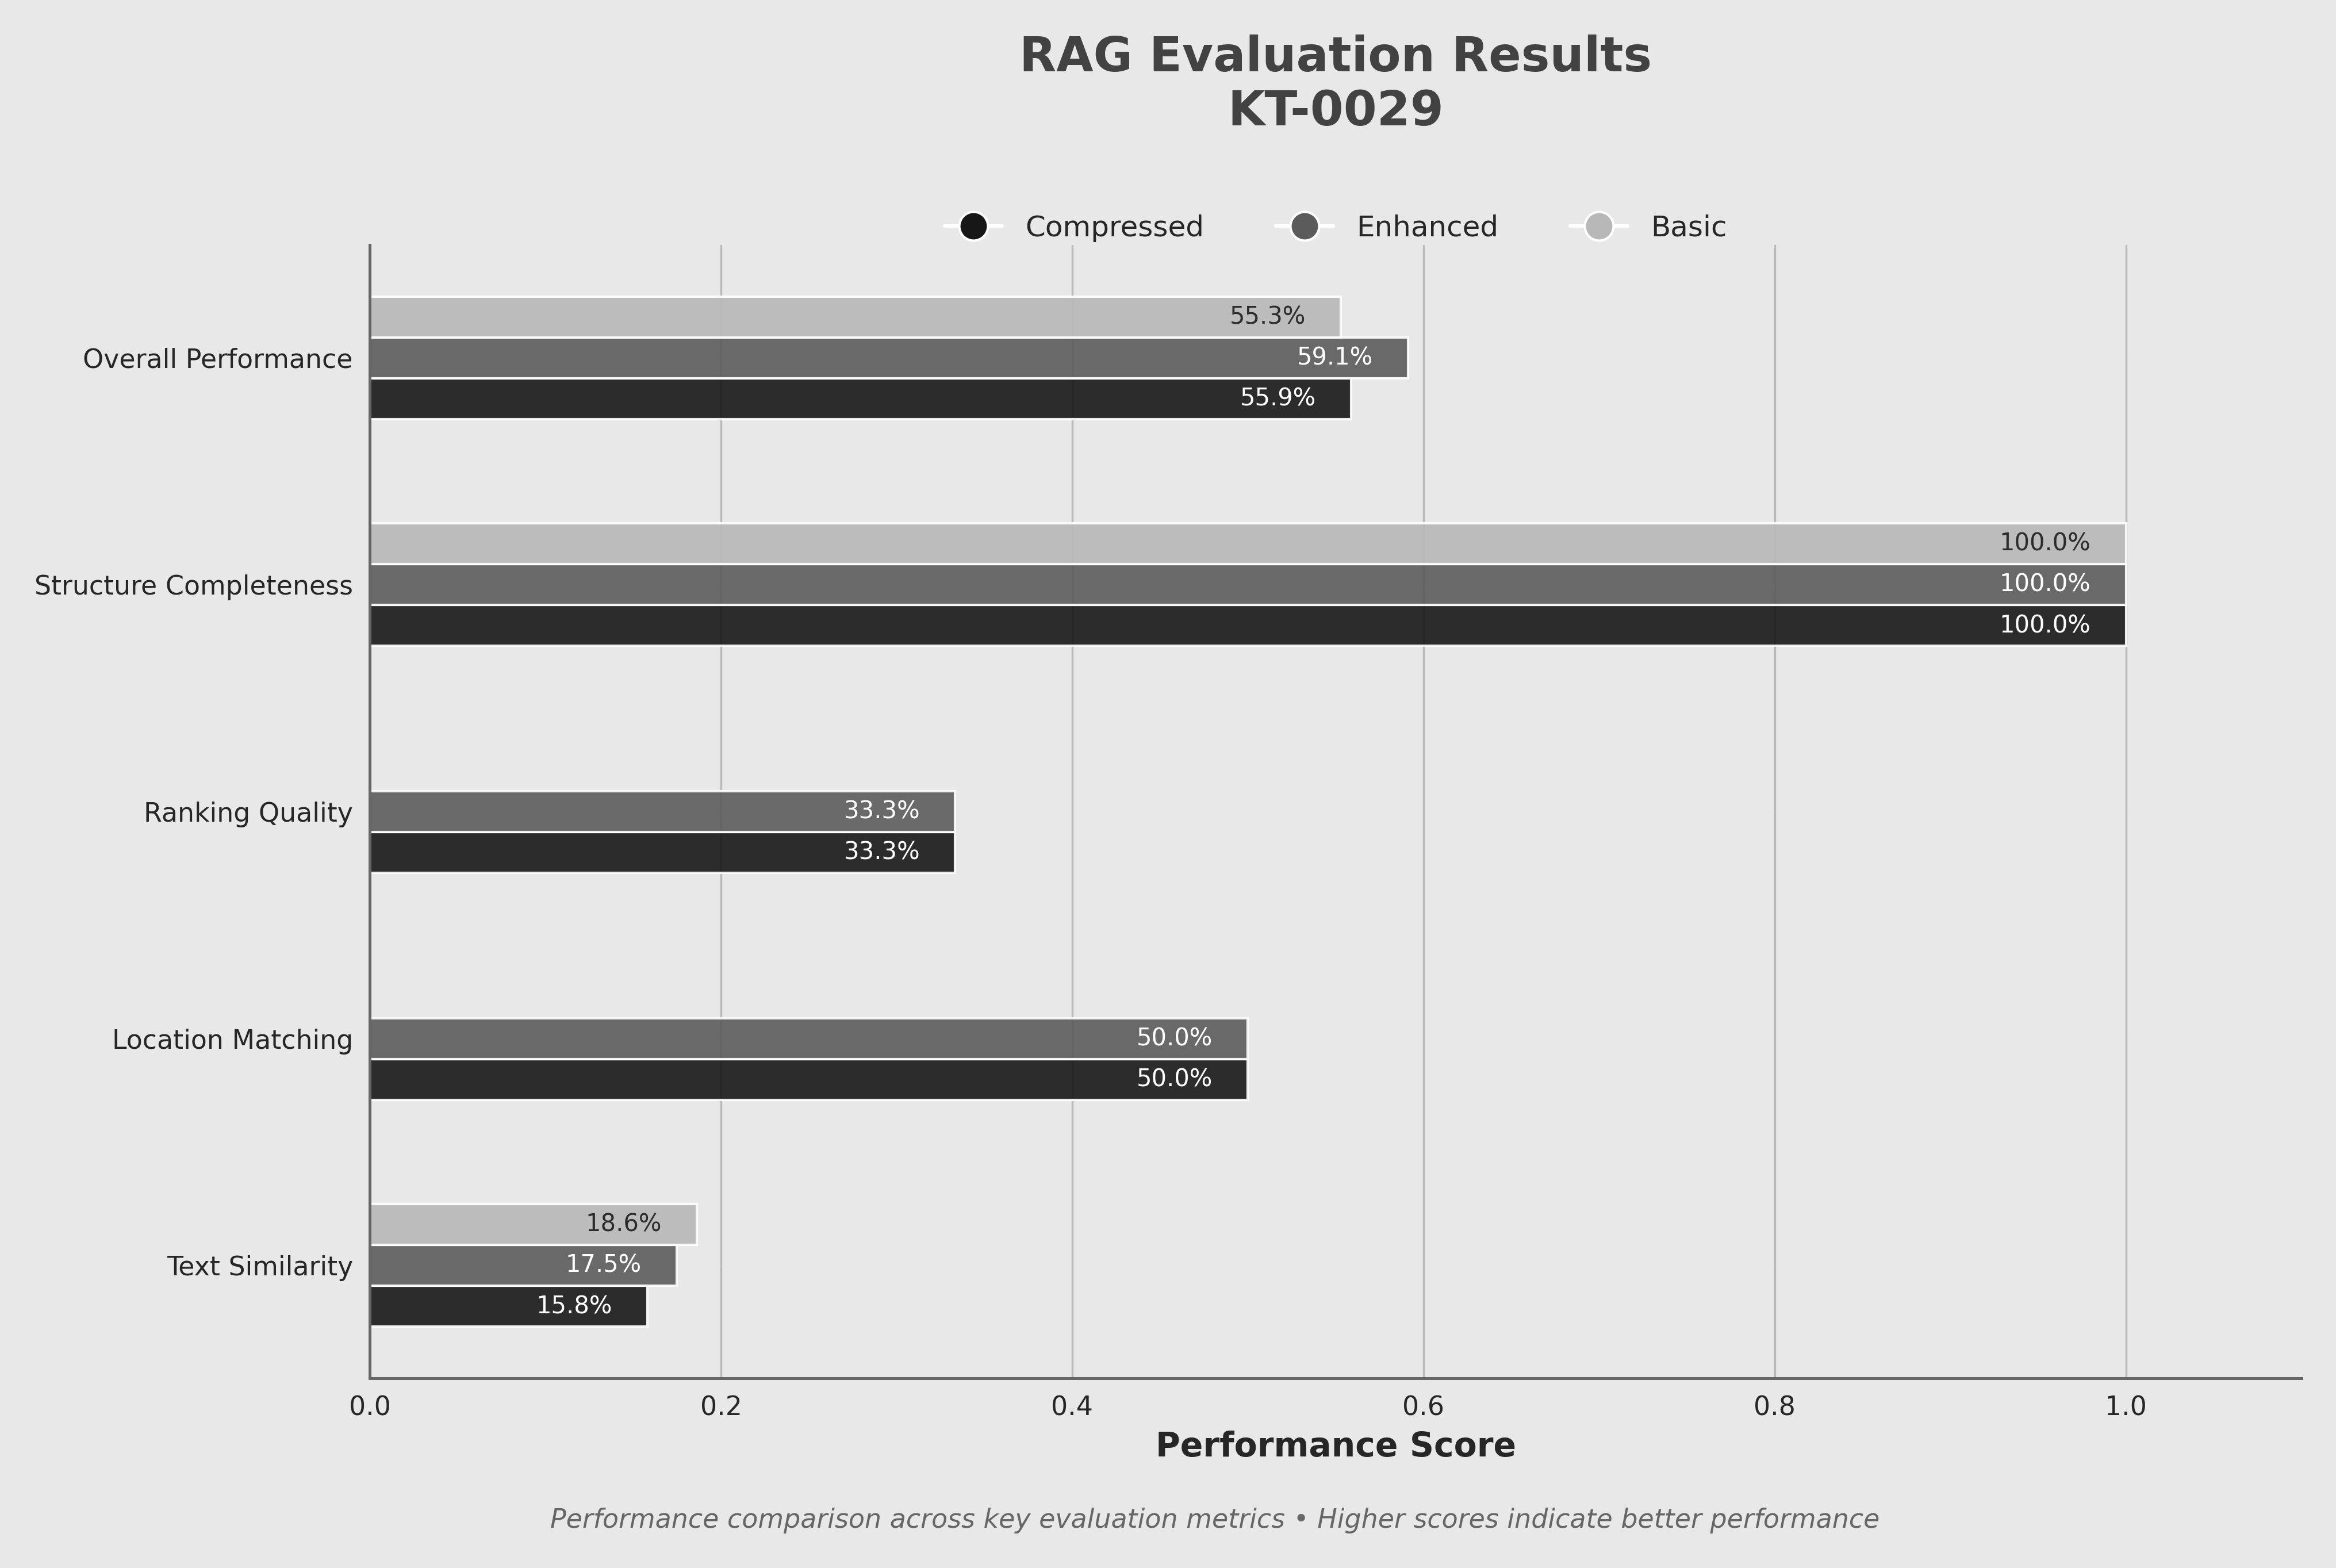 RAG Evaluation Results
KT-0029
Compressed
Enhanced
Basic
Overall Performance
55.3%
59.1%
55.9%
Structure Completeness
100.0%
100.0%
100.0%
Ranking Quality
33.3%
33.3%
Location Matching
50.0%
50.0%
Text Similarity
18.6%
17.5%
15.8%
0.0 0.2 0.4 0.6 0.8 1.0
Performance Score
Performance comparison across key evaluation metrics • Higher scores indicate better performance